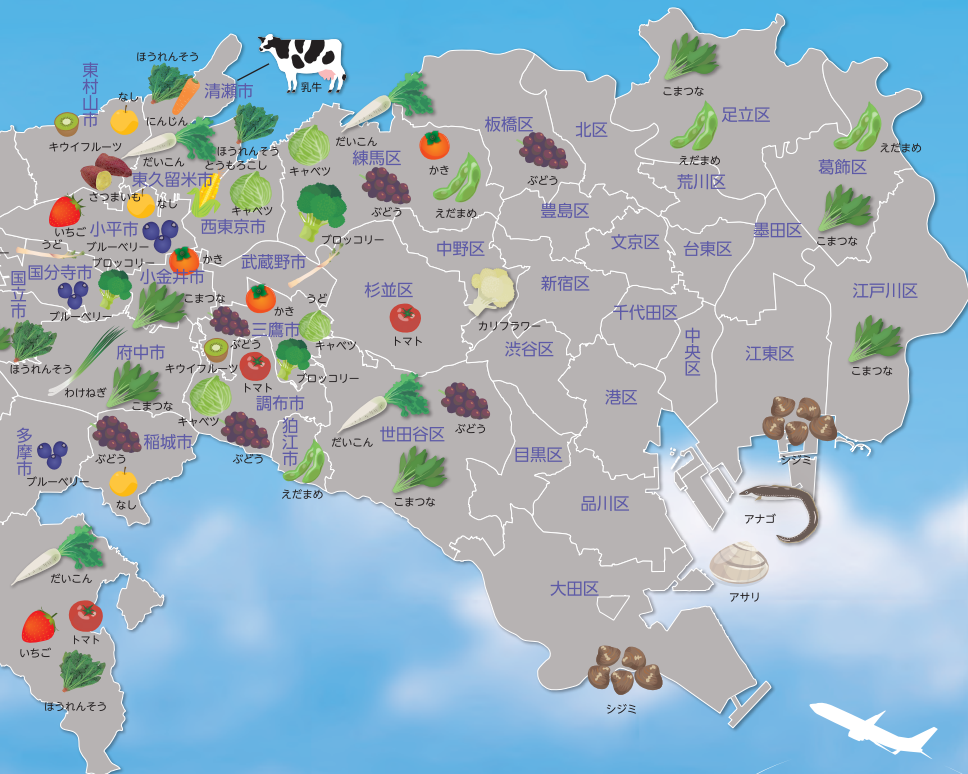 東村山市
なし
ほうれんそう
清瀬市
乳牛
キウイフルーツ
にんじん
だいこん
ほうれんそう
とうもろこし
キャベツ
だいこん
練馬区
かき
ぶどう
えだまめ
板橋区
ぶどう
北区
こまつな
足立区
えだまめ
えだまめ
葛飾区
荒川区
こまつな
さつまいも
東久留米市
なし
キャベツ
西東京市
ブロッコリー
豊島区
いちご
小平市
ブルーベリー
うど
ブロッコリー
かき
武蔵野市
中野区
文京区
台東区
墨田区
国分寺市
小金井市
国立市
ブルーベリー
こまつな
うど
かき
杉並区
新宿区
カリフラワー
千代田区
江戸川区
こまつな
ほうれんそう
府中市
ぶどう
三鷹市
キャベツ
トマト
渋谷区
中央区
江東区
わけねぎ
こまつな
キウイフルーツ
トマト
ブロッコリー
調布市
キャベツ
港区
多摩市
ブルーベリー
ぶどう
稲城市
なし
ぶどう
狛江市
えだまめ
だいこん
世田谷区
ぶどう
こまつな
目黒区
シジミ
品川区
アナゴ
アサリ
だいこん
大田区
いちご
トマト
ほうれんそう
シジミ